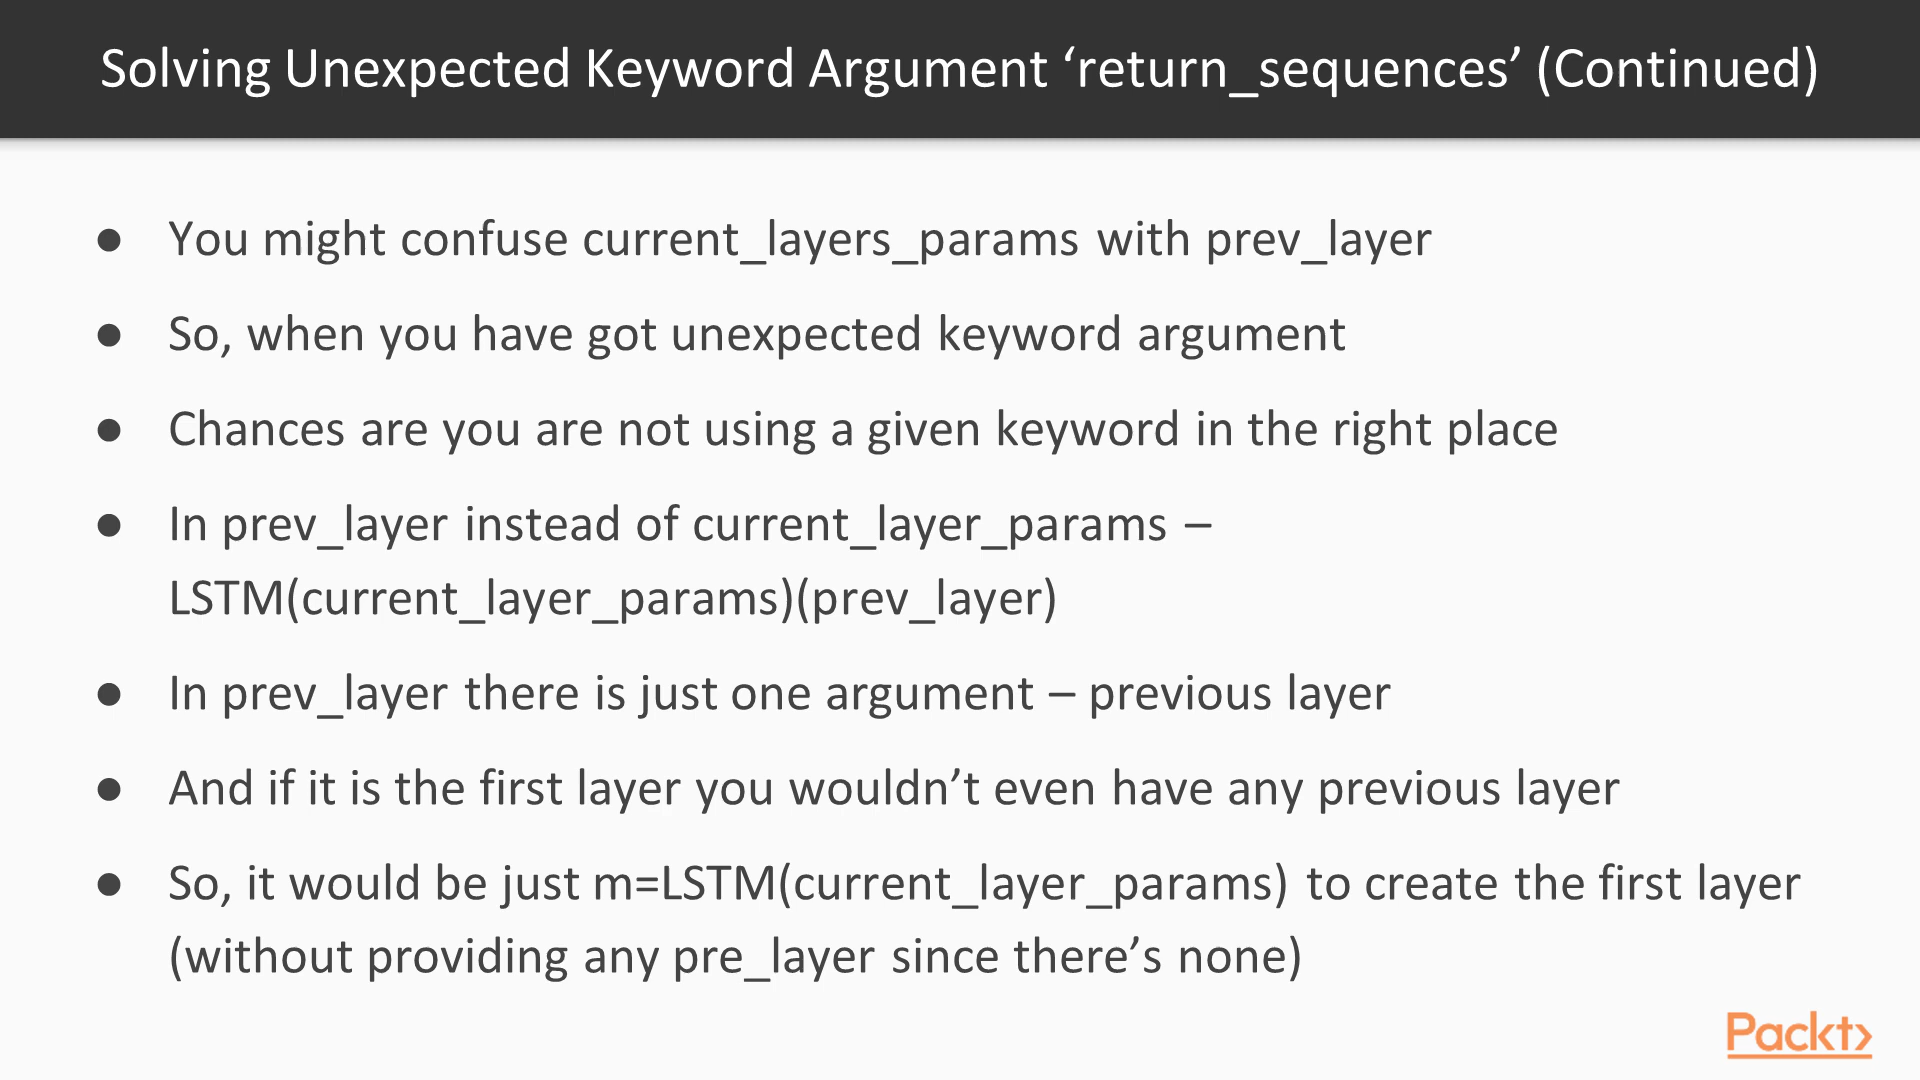 Solving Unexpected Keyword Argument ‘return_sequences’ (Continued)
● You might confuse current_layers_params with prev_layer
● So, when you have got unexpected keyword argument
● Chances are you are not using a given keyword in the right place
● In prev_layer instead of current_layer_params –
LSTM(current_layer_params)(prev_layer)
● In prev_layer there is just one argument – previous layer
● And if it is the first layer you wouldn’t even have any previous layer
● So, it would be just m=LSTM(current_layer_params) to create the first layer
(without providing any pre_layer since there’s none)
Packt>